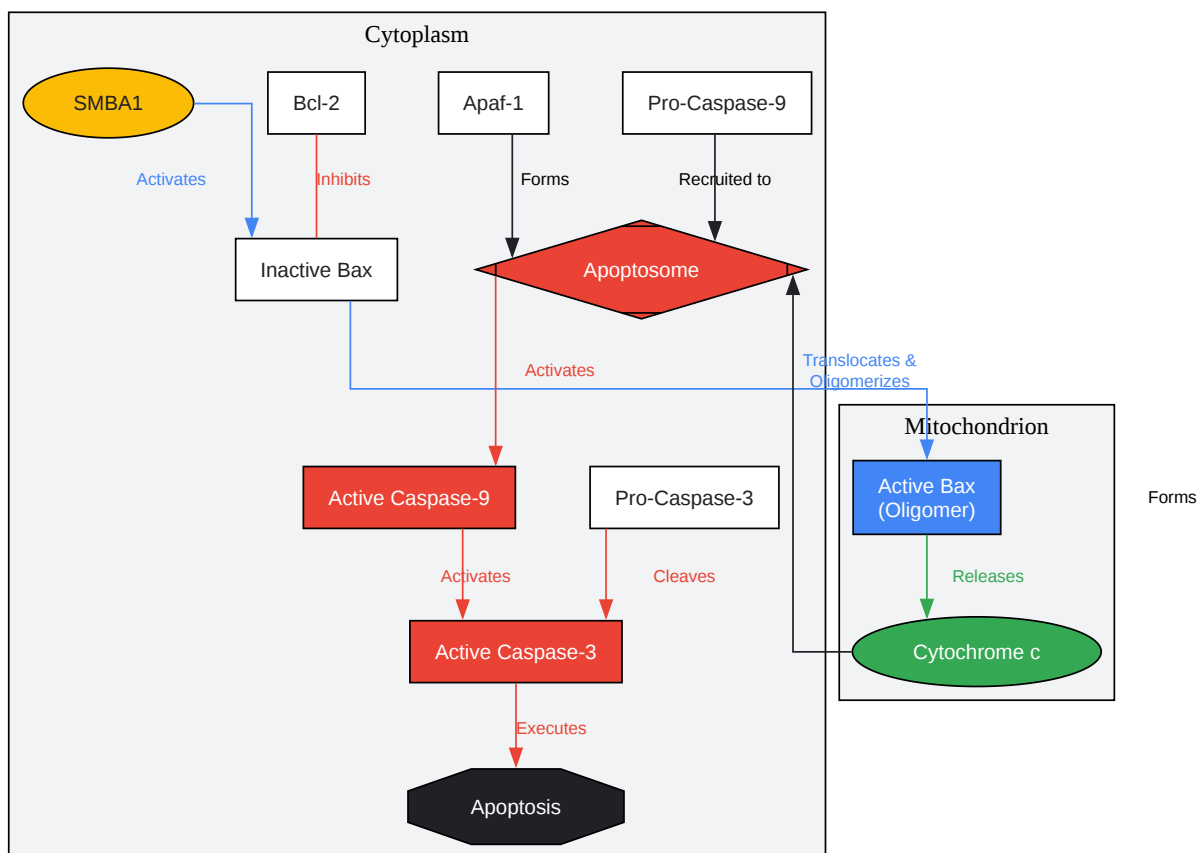 Cytoplasm
SMBA1
Bcl-2
Apaf-1
Pro-Caspase-9
Activates
Inhibits
Forms
Recruited to
Inactive Bax
Apoptosome
Activates
Translocates &
Oligomerizes
Mitochondrion
Active Caspase-9
Pro-Caspase-3
Active Bax
(Oligomer)
Forms
Activates
Cleaves
Releases
Active Caspase-3
Cytochrome c
Executes
Apoptosis